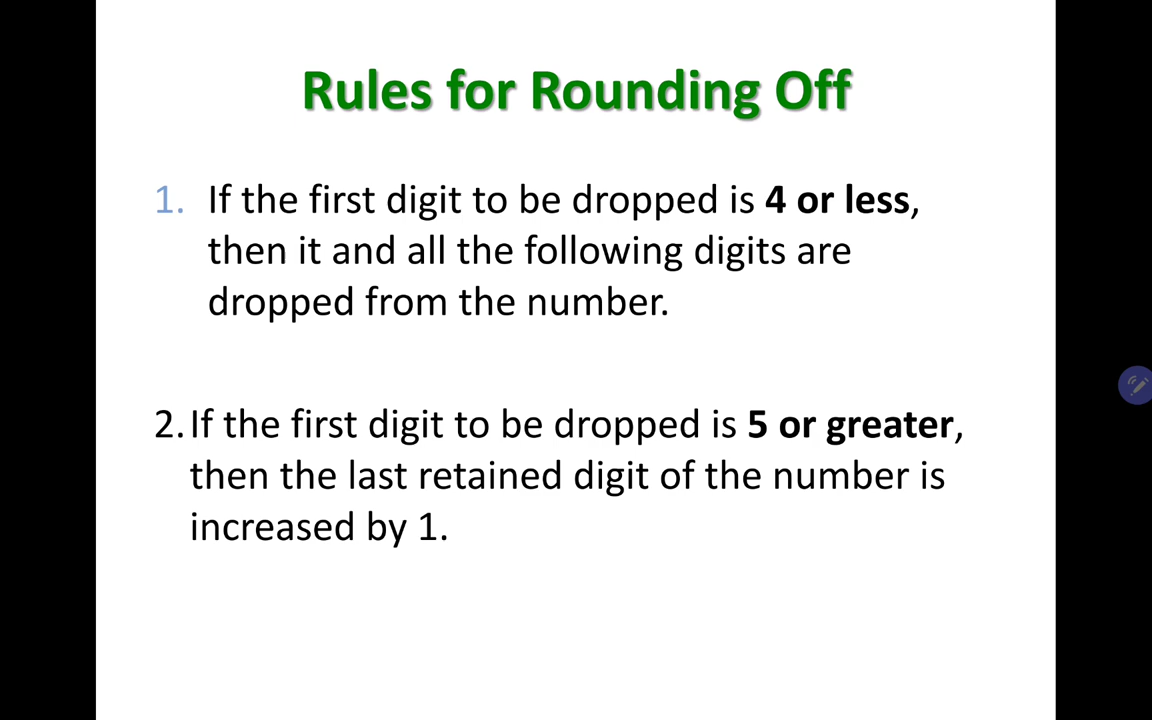 Rules for Rounding Off
1. If the first digit to be dropped is 4 or less,
then it and all the following digits are
dropped from the number.
2. If the first digit to be dropped is 5 or greater,
then the last retained digit of the number is
increased by 1.